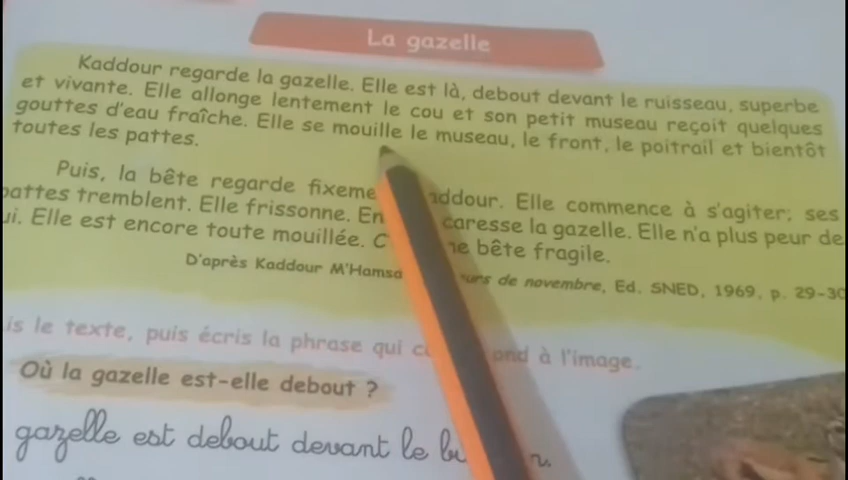 La gazelle
Kaddour regarde la gazelle. Elle est là, debout devant le ruisseau, superbe
et vivante. Elle allonge lentement le cou et son petit museau reçoit quelques
gouttes d'eau fraîche. Elle se mouille le museau, le front, le poitrail et bientôt
toutes les pattes.
Puis, la bête regarde fixeme ddour. Elle commence à s'agiter; ses
pattes tremblent. Elle frissonne. En caresse la gazelle. Elle n'a plus peur de
ui. Elle est encore toute mouillée. C ne bête fragile.
D'après Kaddour M'Hamsa urs de novembre, Ed. SNED, 1969, p. 29-30
is le texte, puis écris la phrase qui c ond à l'image.
Où la gazelle est-elle debout ?
gazelle est debout devant le bu